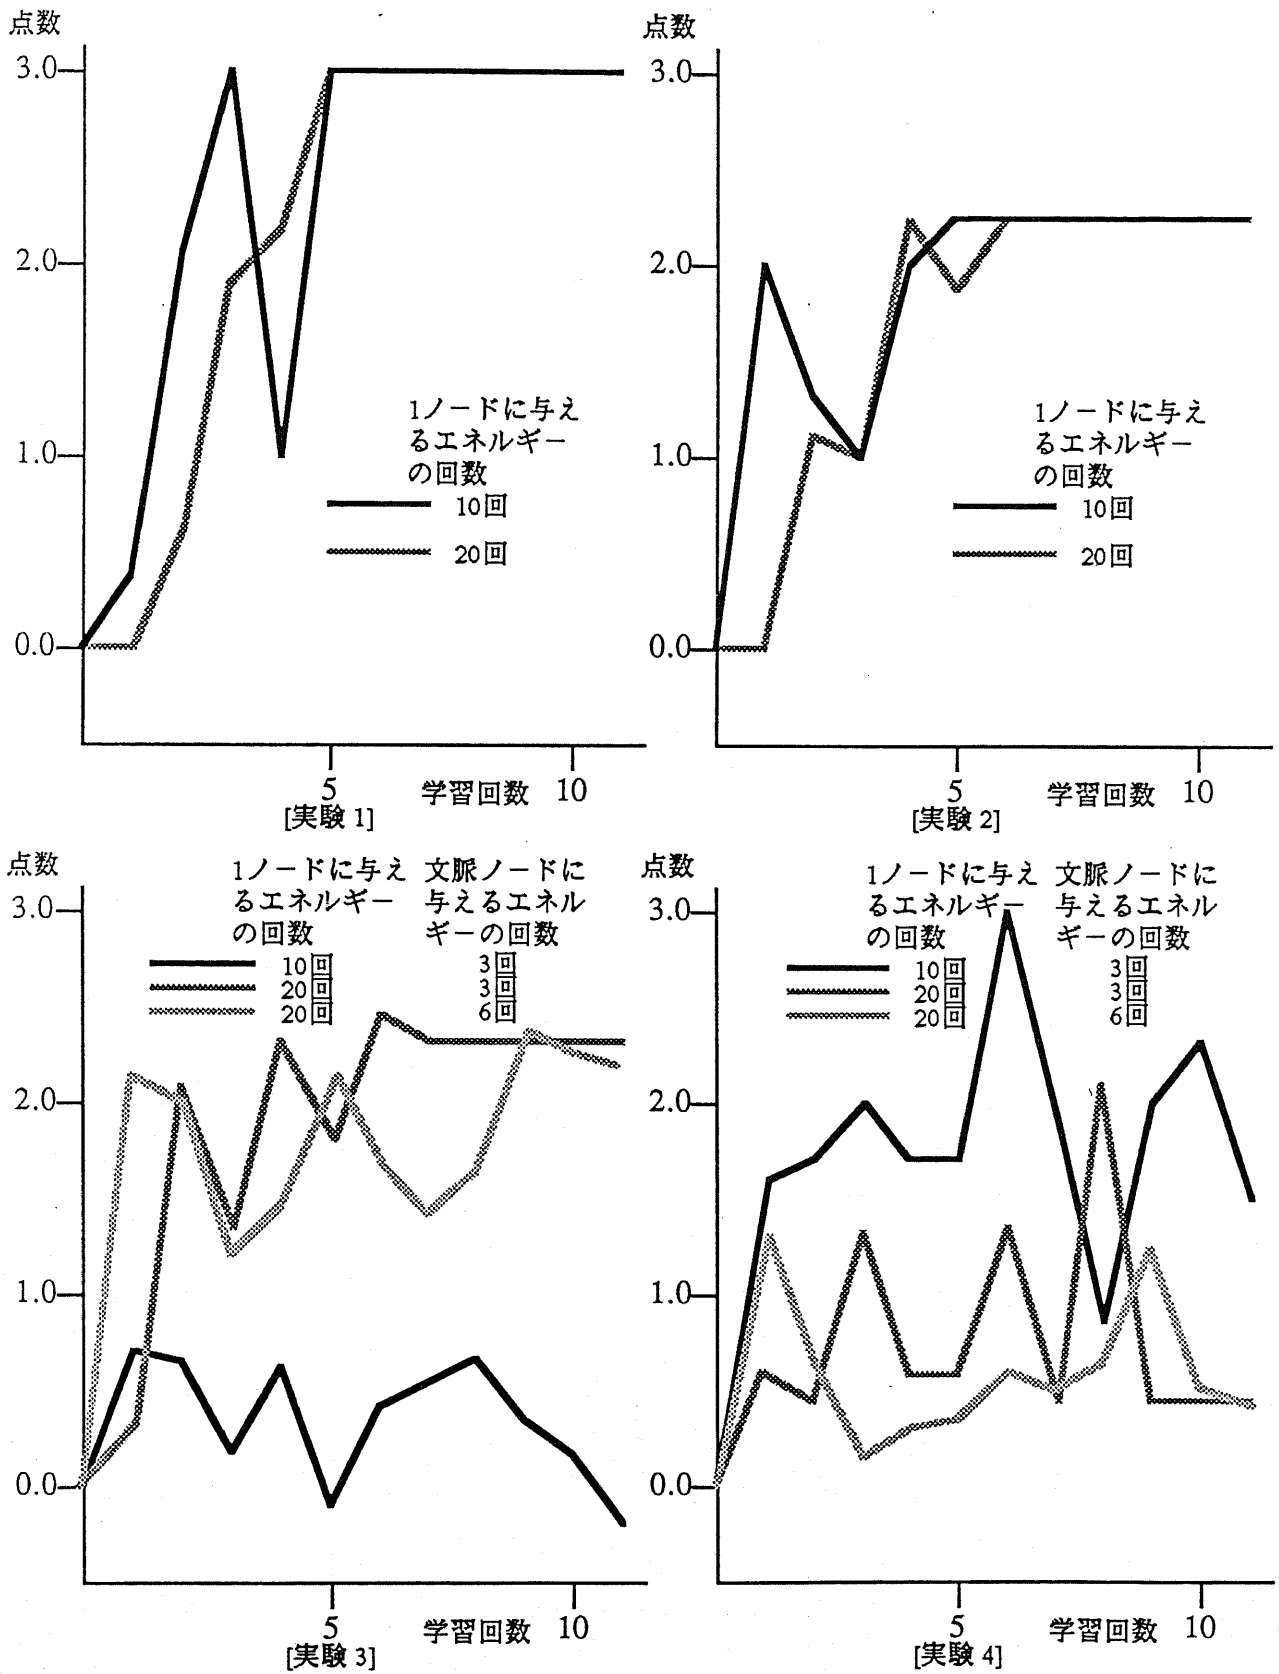 点数
3.0
2.0
1.0
0.0
1ノードに与え
るエネルギー
の回数
10回
20回
5
学習回数
10
[実験 1]
点数
3.0
2.0
1.0
0.0
1ノードに与え
るエネルギー
の回数
10回
20回
5
学習回数
10
[実験 2]
点数
3.0
2.0
1.0
0.0
1ノードに与え
るエネルギー
の回数
文脈ノードに
与えるエネル
ギーの回数
10回 3回
20回 3回
20回 6回
5
学習回数
10
[実験 3]
点数
3.0
2.0
1.0
0.0
1ノードに与え
るエネルギー
の回数
文脈ノードに
与えるエネル
ギーの回数
10回 3回
20回 3回
20回 6回
5
学習回数
10
[実験 4]